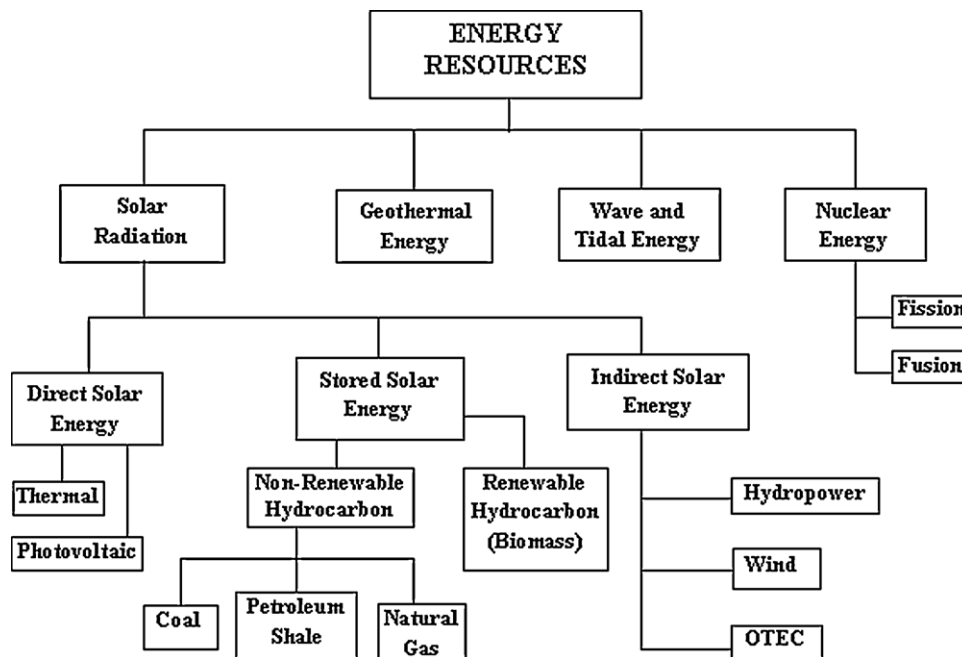 ENERGY
RESOURCES
Solar
Radiation
Geothermal
Energy
Wave and
Tidal Energy
Nuclear
Energy
Fission
Fusion
Direct Solar
Energy
Stored Solar
Energy
Indirect Solar
Energy
Thermal
Photovoltaic
Non-Renewable
Hydrocarbon
Renewable
Hydrocarbon
(Biomass)
Hydropower
Wind
OTEC
Coal
Petroleum
Shale
Natural
Gas